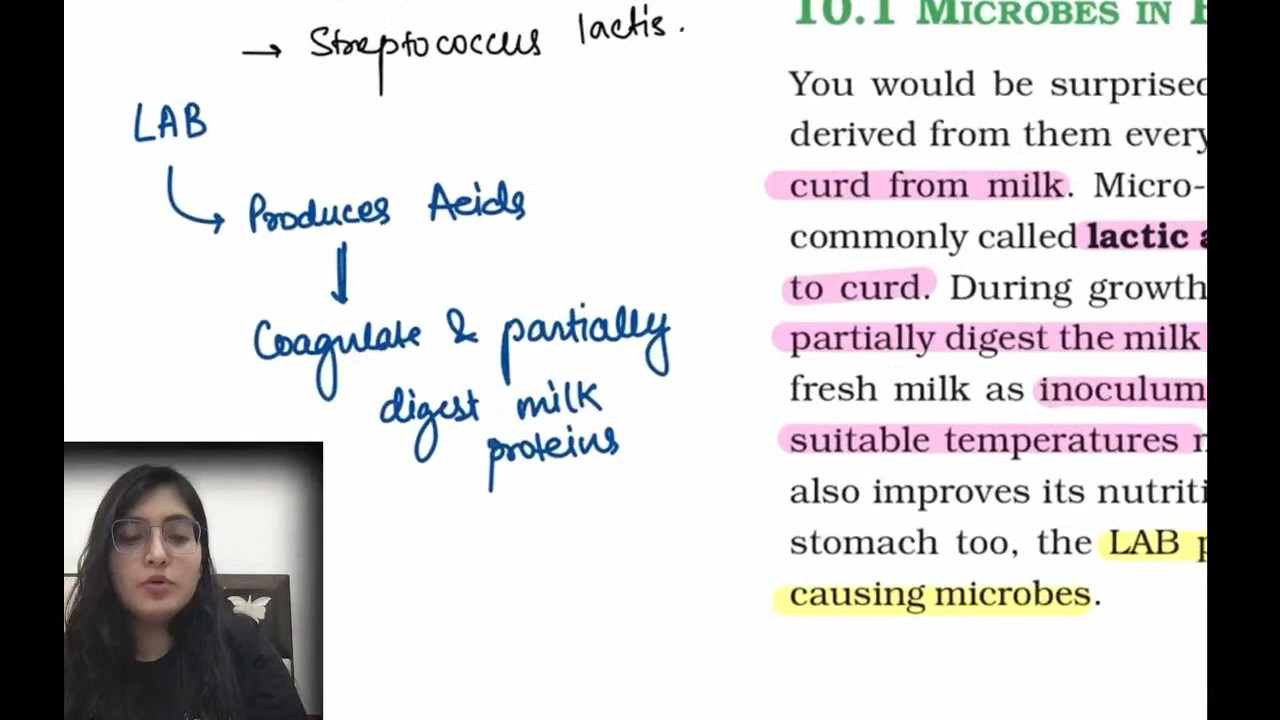 → Streptococcus lactis.
LAB
Produces Acids
Coagulate & partially
digest milk
proteins
10.1 MICROBES IN
You would be surprised
derived from them every
curd from milk. Micro-
commonly called lactic
to curd. During growth
partially digest the milk
fresh milk as inoculum
suitable temperatures
also improves its nutriti
stomach too, the LAB
causing microbes.